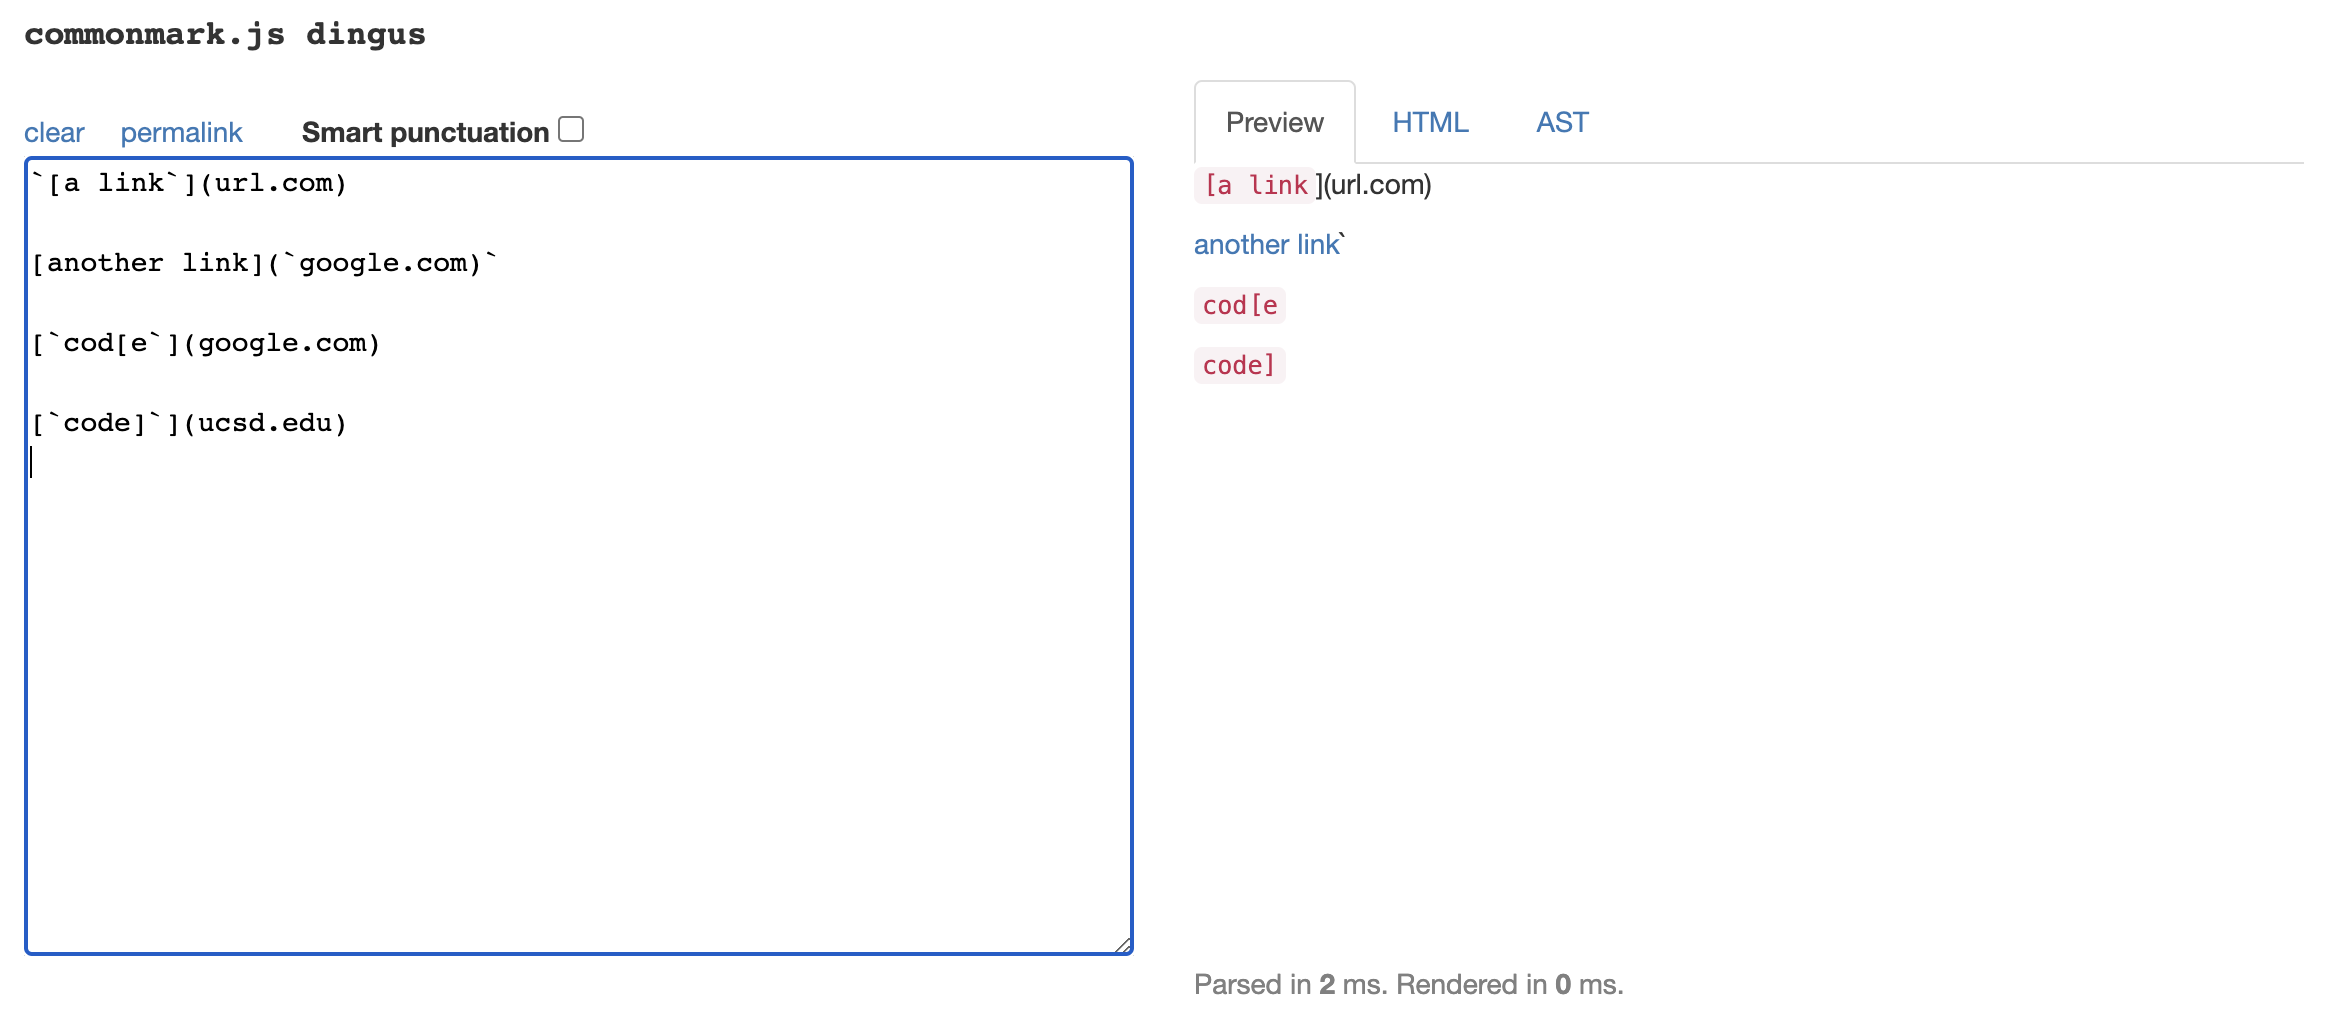 commonmark.js dingus
clear permalink Smart punctuation
`[a link`](url.com)
[another link](`google.com)`
[`cod[e`](google.com)
[`code]`](ucsd.edu)
Preview HTML AST
[a link](url.com)
another link`
cod[e
code]
Parsed in 2 ms. Rendered in 0 ms.